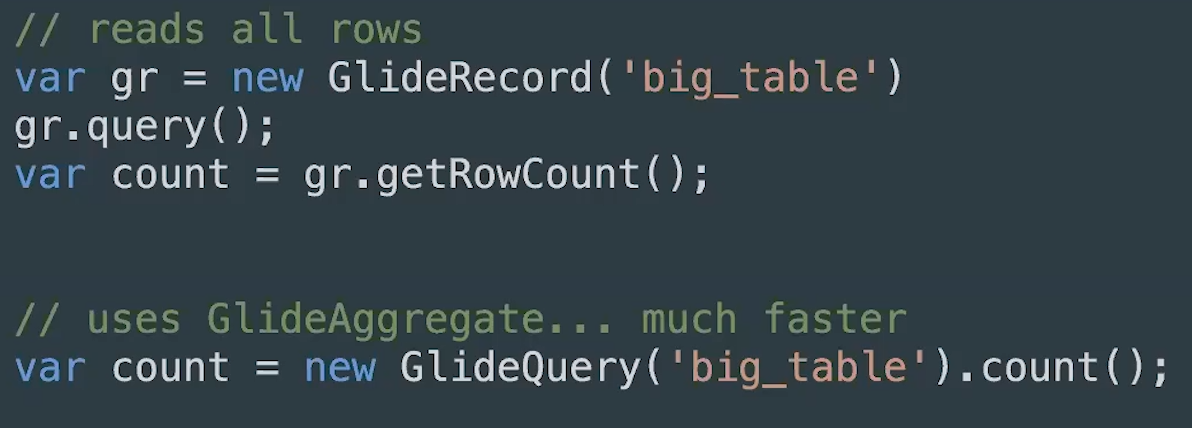 // reads all rows
var gr = new GlideRecord('big_table')
gr.query();
var count = gr.getRowCount();
// uses GlideAggregate... much faster
var count = new GlideQuery('big_table').count();